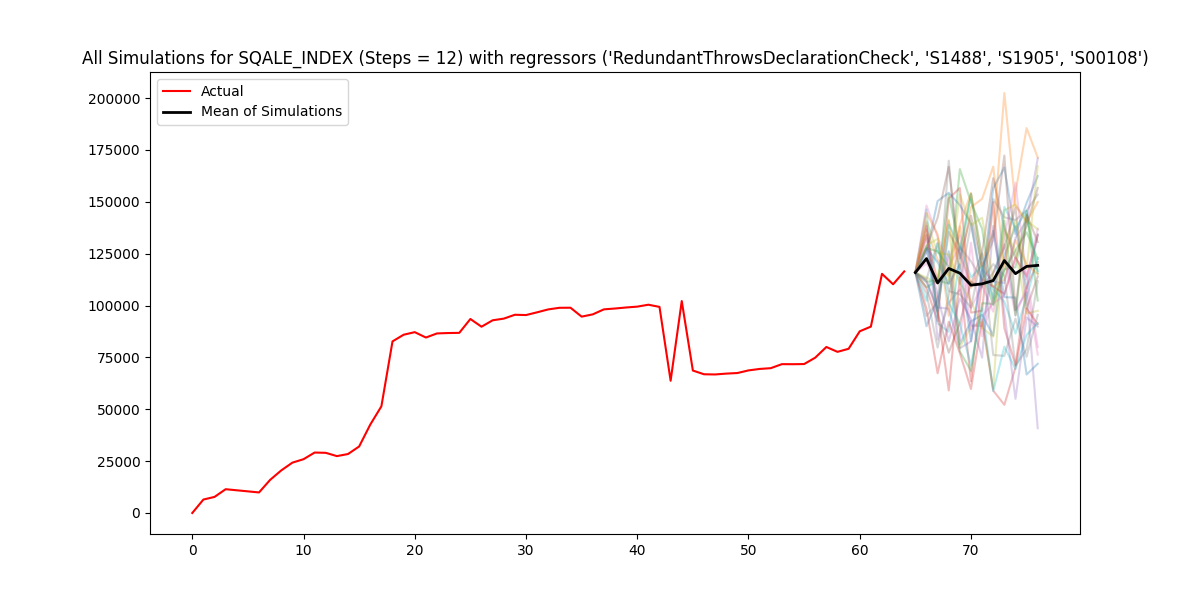 All Simulations for SQALE_INDEX (Steps = 12) with regressors ('RedundantThrowsDeclarationCheck', 'S1488', 'S1905', 'S00108')
Actual
Mean of Simulations
200000
175000
150000
125000
100000
75000
50000
25000
0
0 10 20 30 40 50 60 70